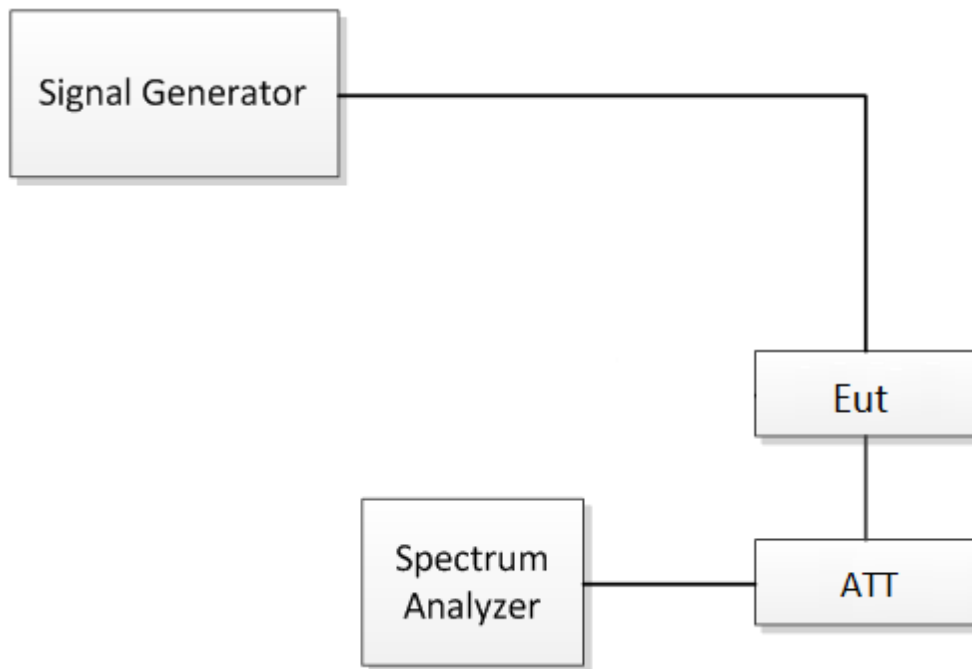 Signal Generator
Eut
Spectrum
Analyzer
ATT